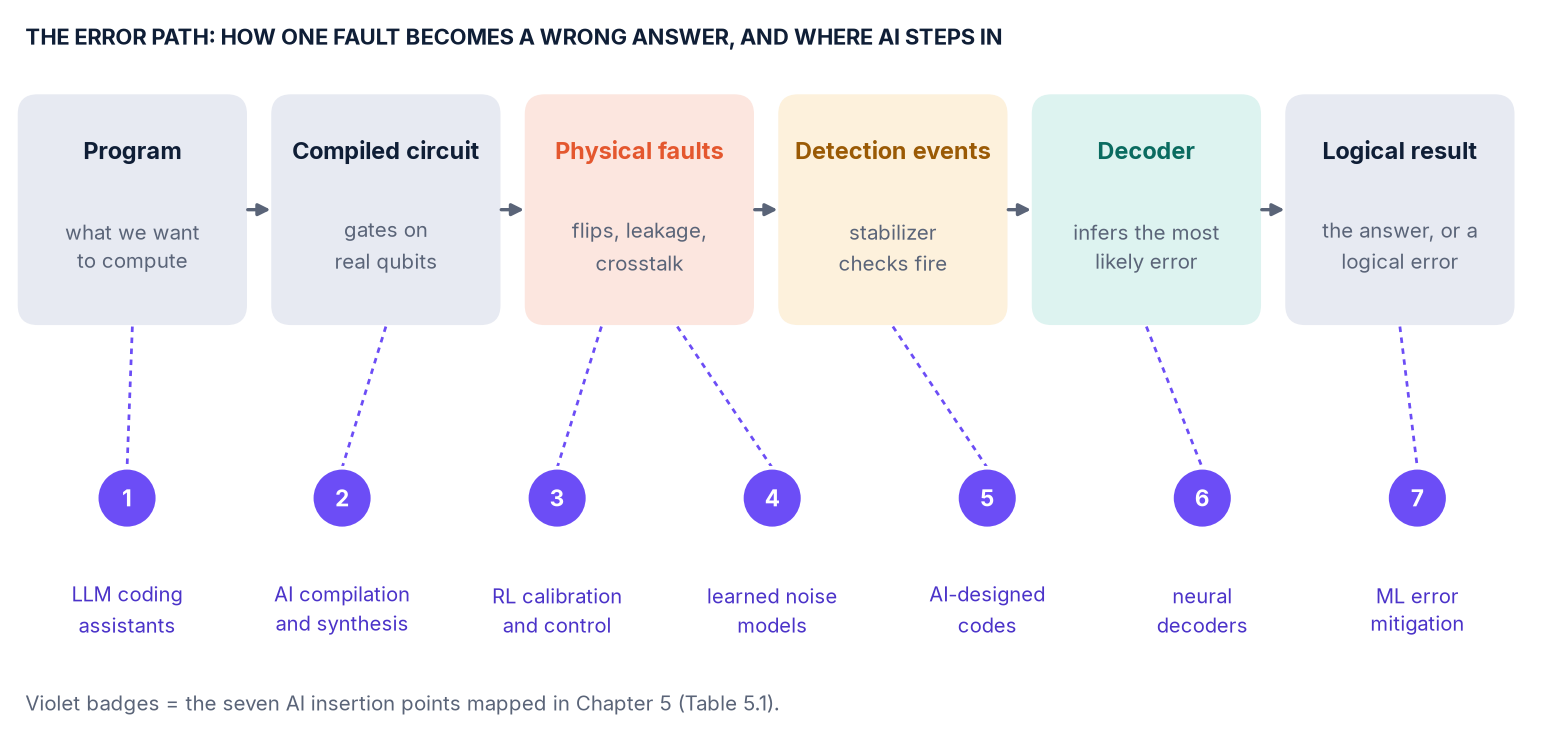 THE ERROR PATH: HOW ONE FAULT BECOMES A WRONG ANSWER, AND WHERE AI STEPS IN
Program
what we want
to compute
Compiled circuit
gates on
real qubits
Physical faults
flips, leakage,
crosstalk
Detection events
stabilizer
checks fire
Decoder
infers the most
likely error
Logical result
the answer, or a
logical error
1
LLM coding
assistants
2
AI compilation
and synthesis
3
RL calibration
and control
4
learned noise
models
5
AI-designed
codes
6
neural
decoders
7
ML error
mitigation
Violet badges = the seven AI insertion points mapped in Chapter 5 (Table 5.1).